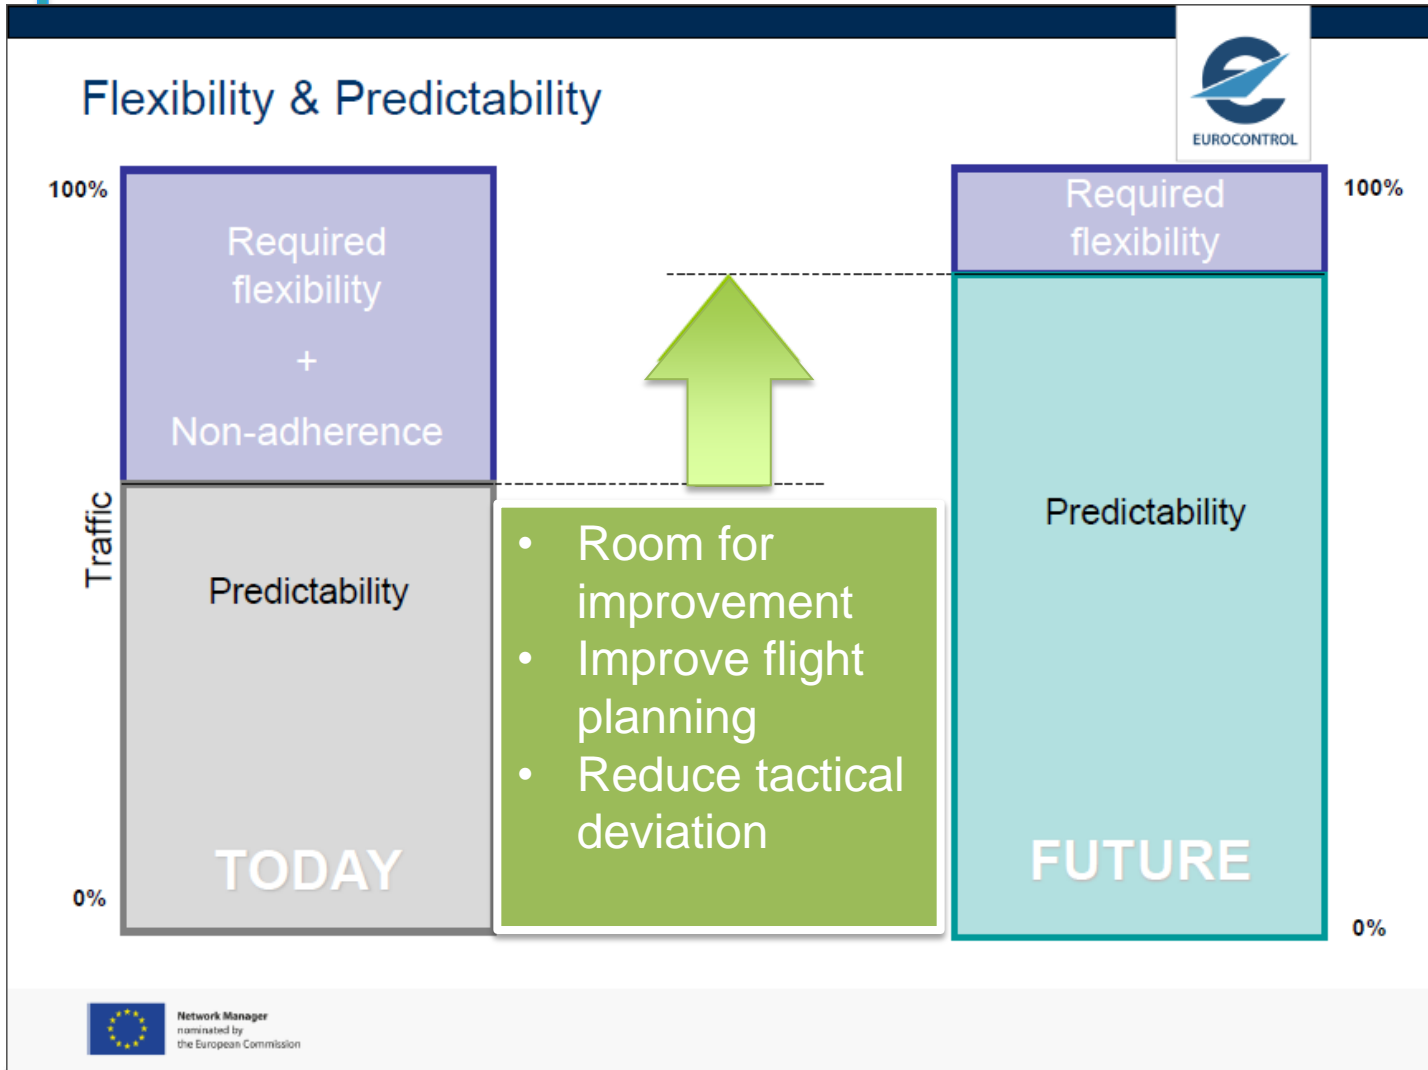 Flexibility & Predictability
EUROCONTROL
100%
Required
flexibility
+
Non-adherence
Traffic
Predictability
TODAY
0%
• Room for
improvement
• Improve flight
planning
• Reduce tactical
deviation
Required
flexibility
100%
Predictability
FUTURE
0%
Network Manager
nominated by
the European Commission